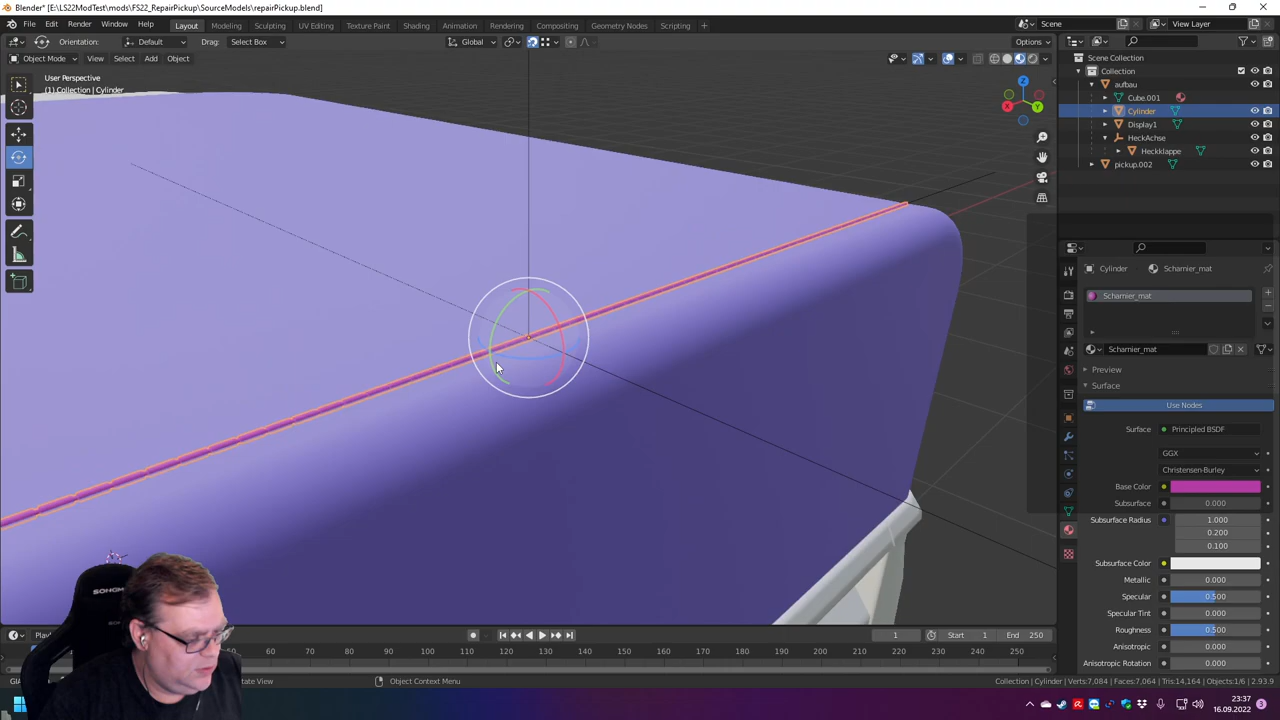 Blender* [E:\LS22ModTest\mods\FS22_RepairPickup\SourceModels\repairPickup.blend]
File Edit Render Window Help Layout Modeling Sculpting UV Editing Texture Paint Shading Animation Rendering Compositing Geometry Nodes Scripting + Scene View Layer
Orientation: Default Drag: Select Box Global Options
Object Mode View Select Add Object
User Perspective
(1) Collection | Cylinder
Scene Collection
Collection
aufbau
Cube.001
Cylinder
Display1
HeckAchse
Heckklappe
pickup.002
X Y Z
Cylinder Scharnier_mat
Scharnier_mat
Scharnier_mat
Preview
Surface
Use Nodes
Surface Principled BSDF
GGX
Christensen-Burley
Base Color
Subsurface 0.000
Subsurface Radius 1.000
0.200
0.100
Subsurface Color
Metallic 0.000
Specular 0.500
Specular Tint 0.000
Roughness 0.500
Anisotropic 0.000
Anisotropic Rotation 0.000
SONGM
1 Start 1 End 250
60 70 80 90 100 110 120 130 140 150 160 170 180 190 200 210 220 230 240 250
Object Context Menu Collection | Cylinder Verts:7,084 Faces:7,064 Tris:14,164 Objects:1/6 2.93.9
23:37
16.09.2022
3